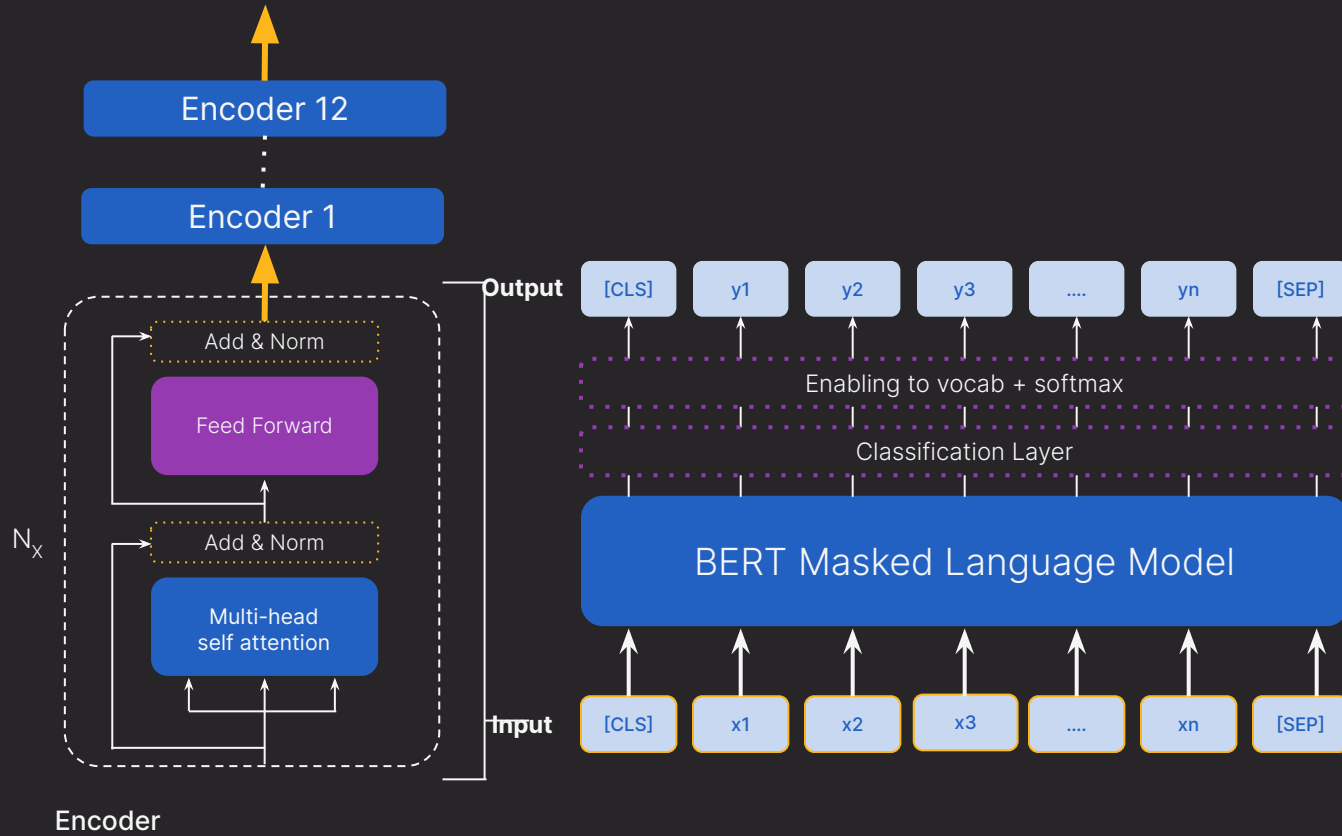 Encoder 12
Encoder 1
Add & Norm
Feed Forward
Add & Norm
Multi-head
self attention
Nx
Encoder
Output
[CLS] y1 y2 y3 .... yn [SEP]
Enabling to vocab + softmax
Classification Layer
BERT Masked Language Model
Input
[CLS] x1 x2 x3 .... xn [SEP]